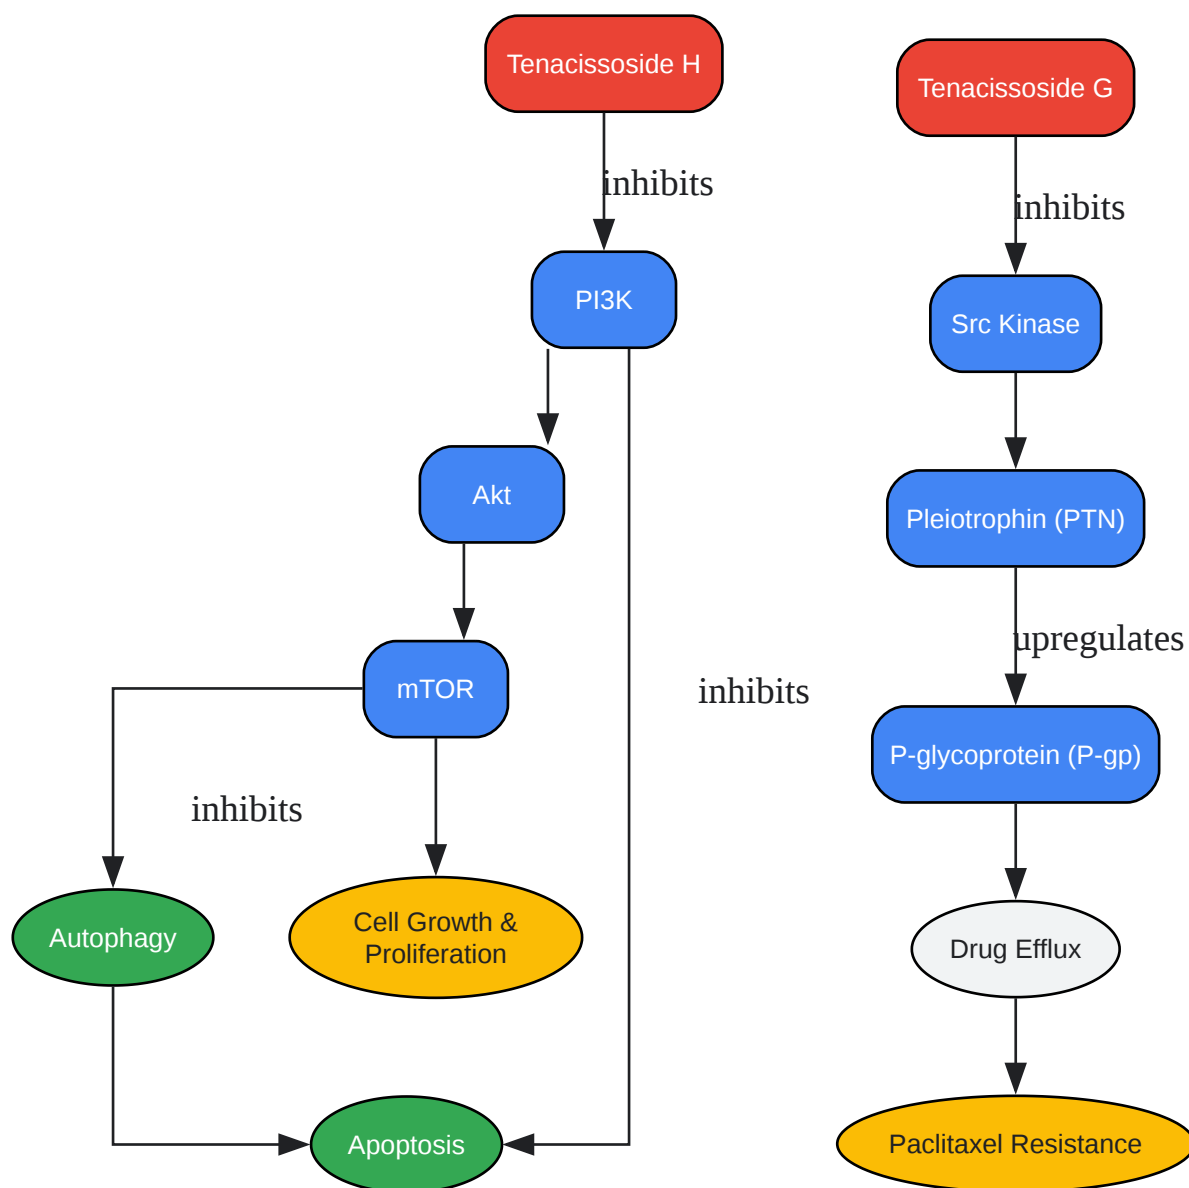 Tenacissoside H
Tenacissoside G
inhibits
inhibits
PI3K
Src Kinase
Akt
Pleiotrophin (PTN)
upregulates
mTOR
inhibits
P-glycoprotein (P-gp)
inhibits
Autophagy
Cell Growth &
Proliferation
Drug Efflux
Apoptosis
Paclitaxel Resistance